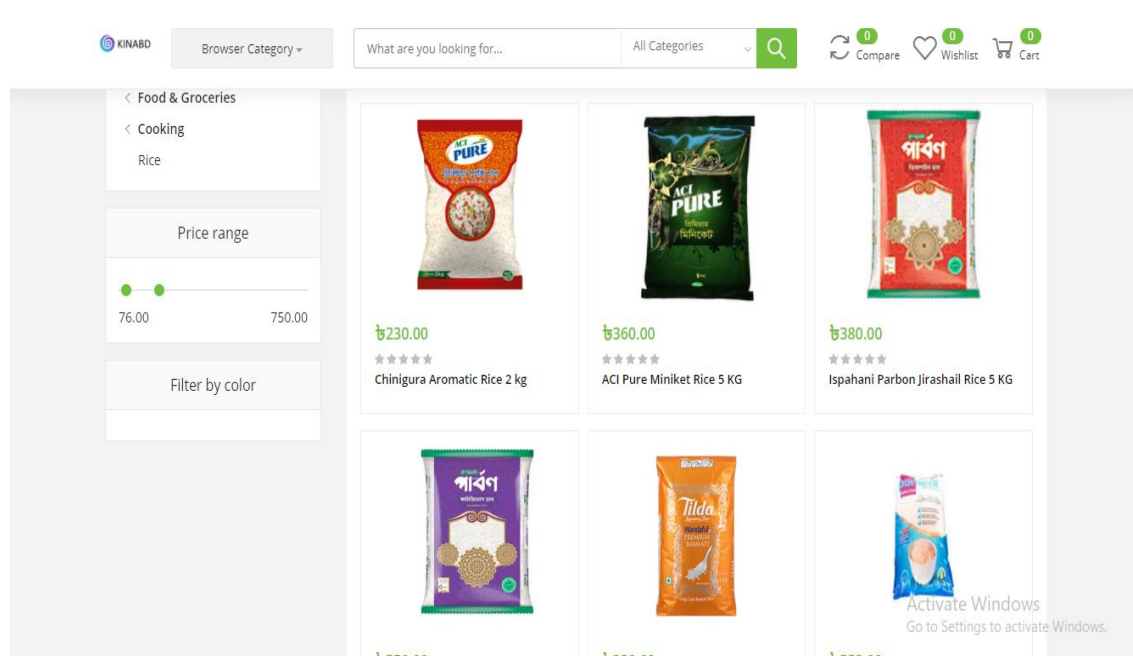 KINABD
Browser Category
What are you looking for...
All Categories
0
Compare
0
Wishlist
0
Cart
Food & Groceries
Cooking
Rice
Price range
76.00
750.00
Filter by color
ACI
PURE
ACI
PURE
প্রিমিয়াম
মিনিকেট
পার্বণ
৳230.00
Chinigura Aromatic Rice 2 kg
৳360.00
ACI Pure Miniket Rice 5 KG
৳380.00
Ispahani Parbon Jirashail Rice 5 KG
পার্বণ
Tilda
Wonderful
PREMIUM
BASMATI
Activate Windows
Go to Settings to activate Windows.